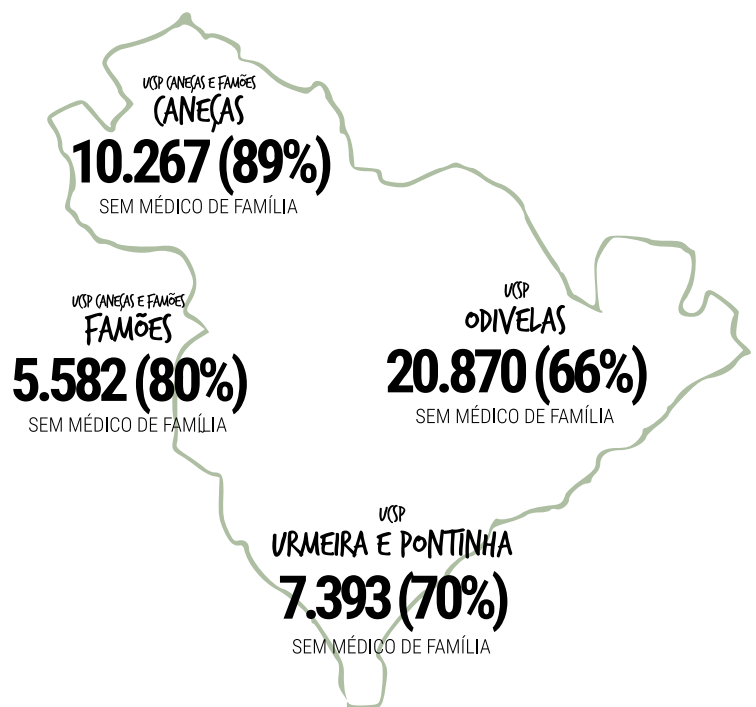 UCSP CANEÇAS E FAMÕES
CANEÇAS
10.267 (89%)
SEM MÉDICO DE FAMÍLIA
UCSP CANEÇAS E FAMÕES
FAMÕES
5.582 (80%)
SEM MÉDICO DE FAMÍLIA
UCSP
ODIVELAS
20.870 (66%)
SEM MÉDICO DE FAMÍLIA
UCSP
URMEIRA E PONTINHA
7.393 (70%)
SEM MÉDICO DE FAMÍLIA